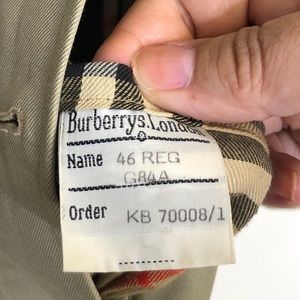 Burberrys, London
Name 46 REG
G84A
Order KB 70008/1